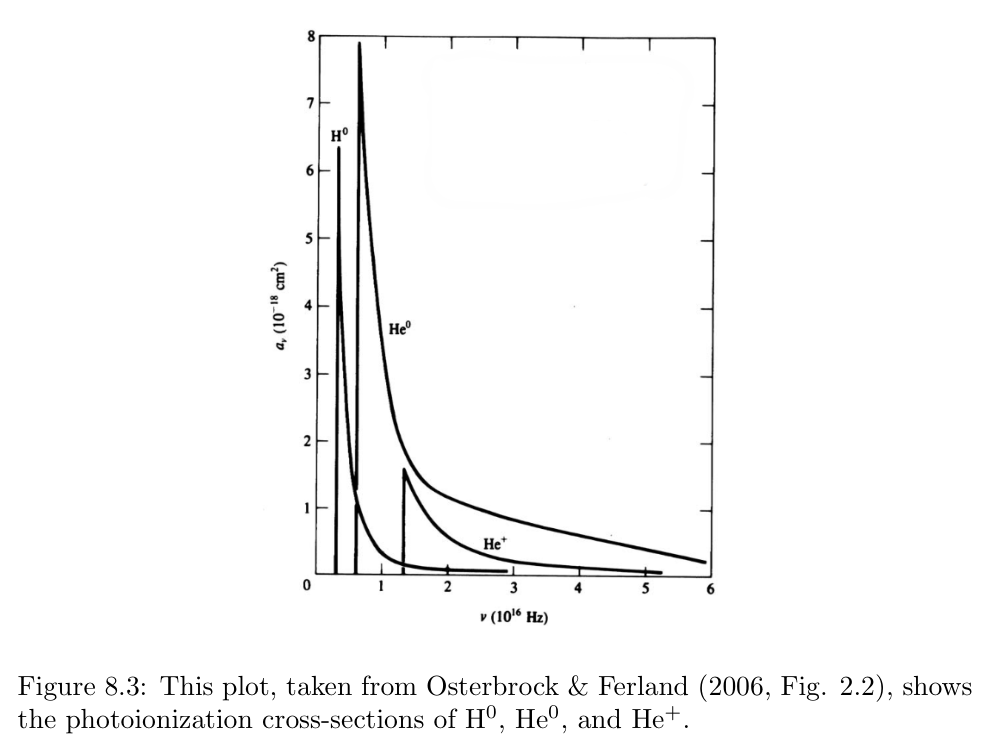 8
7
H⁰
6
5
4
He⁰
aᵥ (10⁻¹⁸ cm²)
3
2
1
He⁺
0 1 2 3 4 5 6
ν (10¹⁶ Hz)
Figure 8.3: This plot, taken from Osterbrock & Ferland (2006, Fig. 2.2), shows
the photoionization cross-sections of H⁰, He⁰, and He⁺.